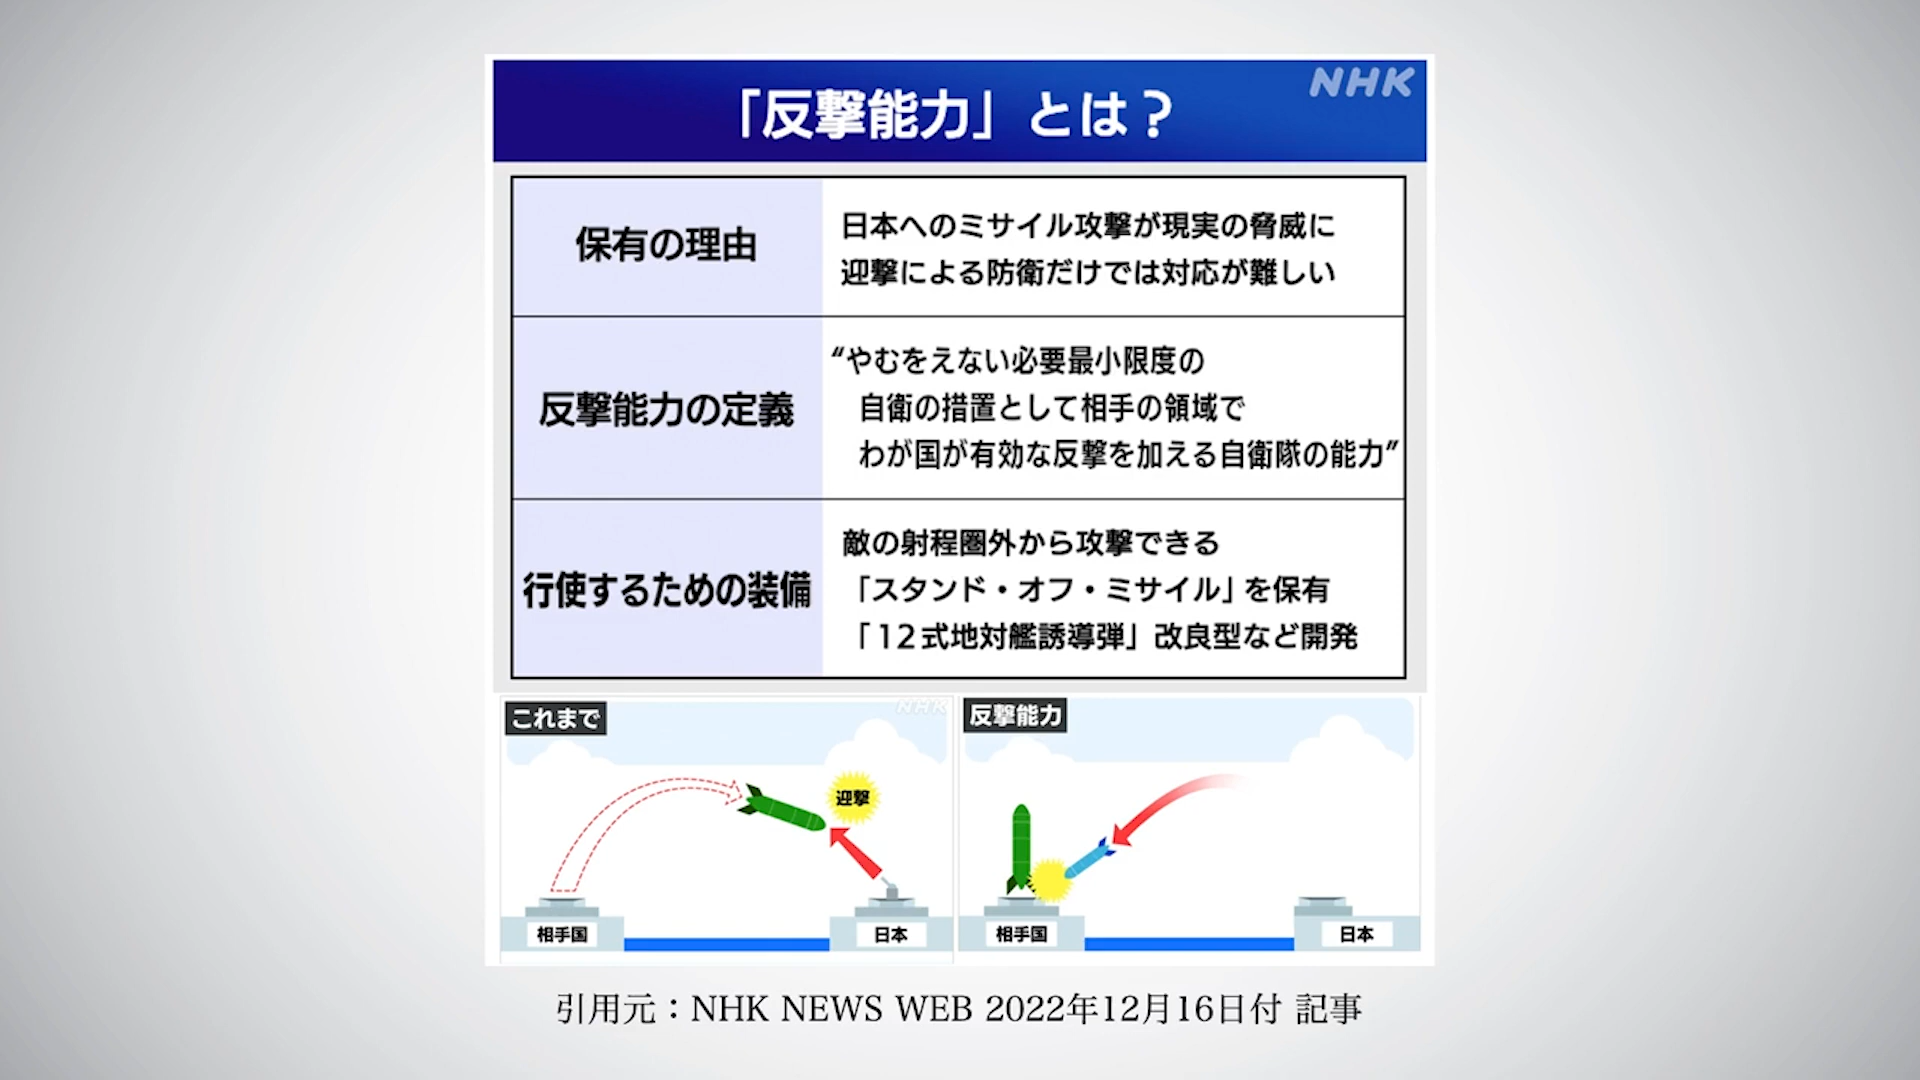 NHK
「反撃能力」とは？
保有の理由
日本へのミサイル攻撃が現実の脅威に
迎撃による防衛だけでは対応が難しい
反撃能力の定義
“やむをえない必要最小限度の
自衛の措置として相手の領域で
わが国が有効な反撃を加える自衛隊の能力”
行使するための装備
敵の射程圏外から攻撃できる
「スタンド・オフ・ミサイル」を保有
「12式地対艦誘導弾」改良型など開発
これまで
NHK
迎撃
相手国
日本
反撃能力
相手国
日本
引用元：NHK NEWS WEB 2022年12月16日付 記事